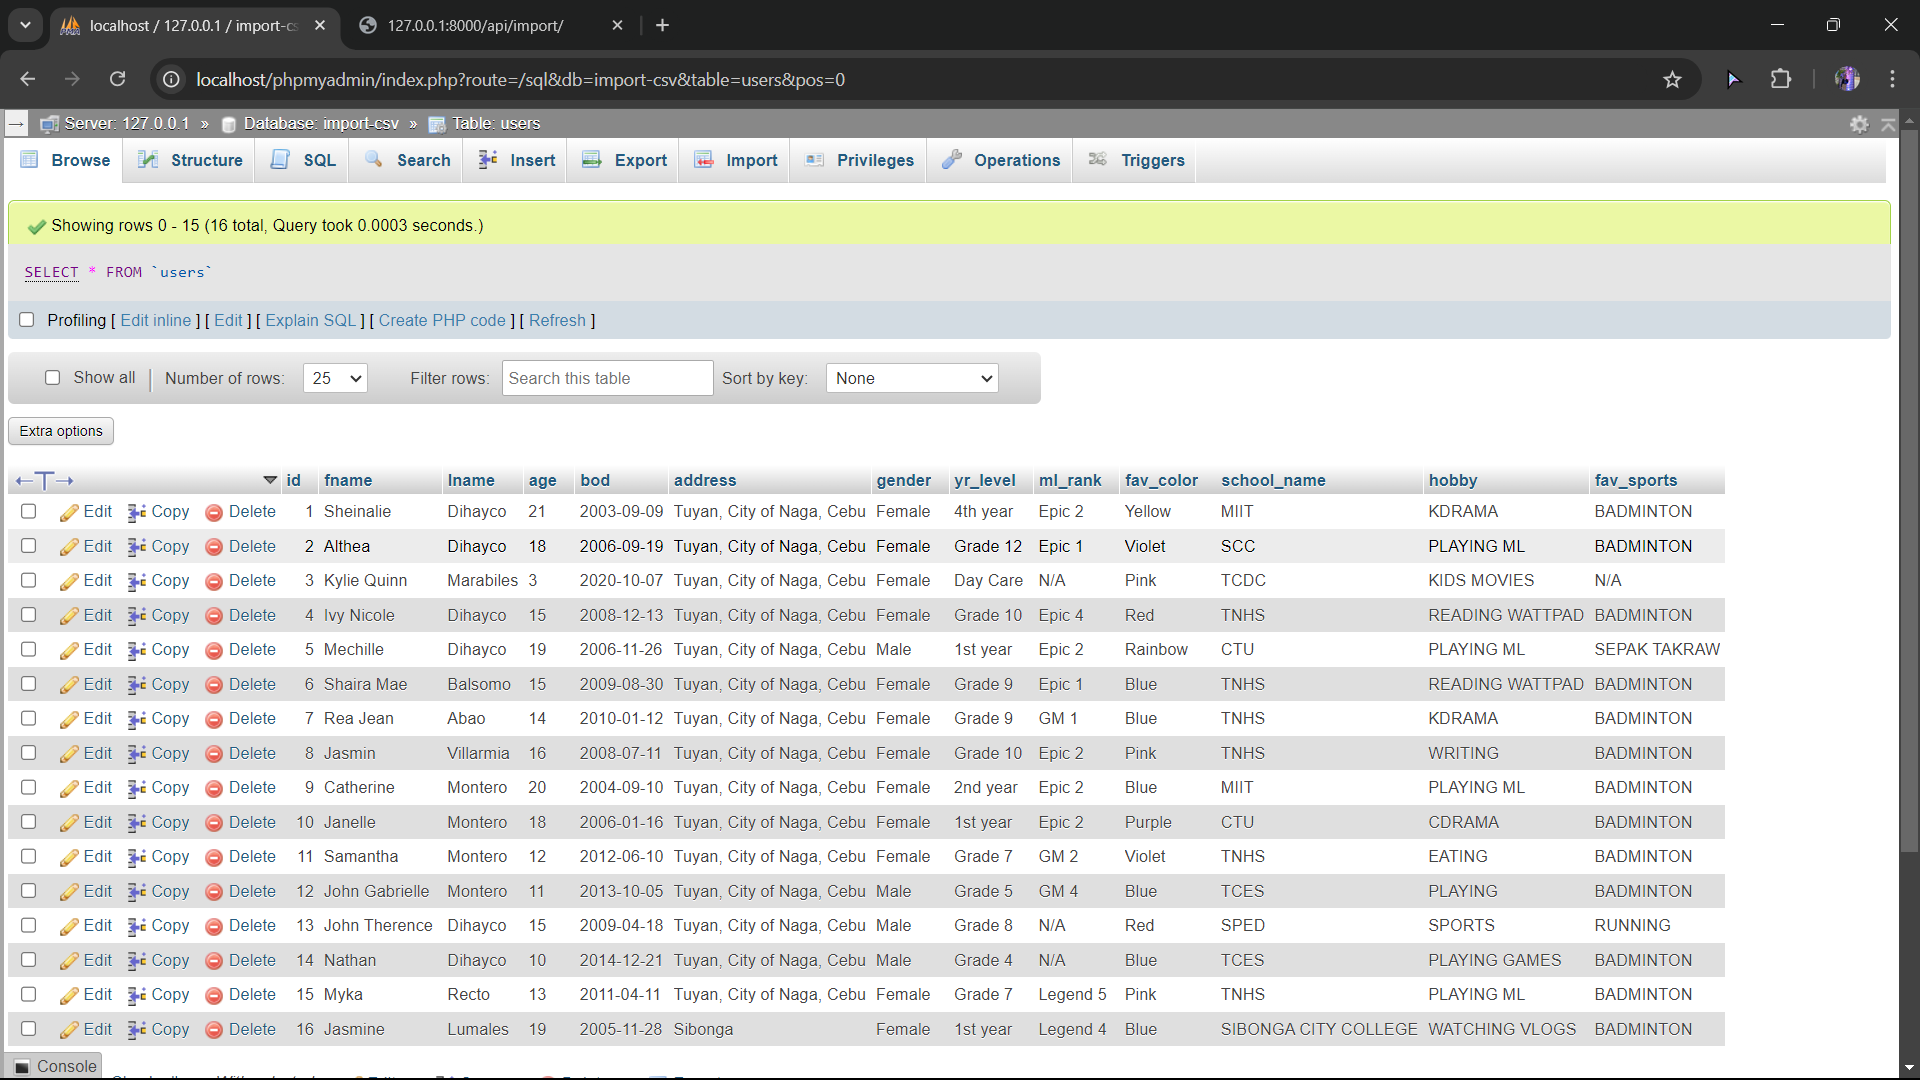 localhost / 127.0.0.1 / import-cs
127.0.0.1:8000/api/import/
localhost/phpmyadmin/index.php?route=/sql&db=import-csv&table=users&pos=0
Server: 127.0.0.1 » Database: import-csv » Table: users
Browse Structure SQL Search Insert Export Import Privileges Operations Triggers
Showing rows 0 - 15 (16 total, Query took 0.0003 seconds.)
SELECT * FROM `users`
Profiling [ Edit inline ] [ Edit ] [ Explain SQL ] [ Create PHP code ] [ Refresh ]
Show all Number of rows: 25 Filter rows: Search this table Sort by key: None
Extra options
id fname lname age bod address gender yr_level ml_rank fav_color school_name hobby fav_sports
Edit Copy Delete 1 Sheinalie Dihayco 21 2003-09-09 Tuyan, City of Naga, Cebu Female 4th year Epic 2 Yellow MIIT KDRAMA BADMINTON
Edit Copy Delete 2 Althea Dihayco 18 2006-09-19 Tuyan, City of Naga, Cebu Female Grade 12 Epic 1 Violet SCC PLAYING ML BADMINTON
Edit Copy Delete 3 Kylie Quinn Marabiles 3 2020-10-07 Tuyan, City of Naga, Cebu Female Day Care N/A Pink TCDC KIDS MOVIES N/A
Edit Copy Delete 4 Ivy Nicole Dihayco 15 2008-12-13 Tuyan, City of Naga, Cebu Female Grade 10 Epic 4 Red TNHS READING WATTPAD BADMINTON
Edit Copy Delete 5 Mechille Dihayco 19 2006-11-26 Tuyan, City of Naga, Cebu Male 1st year Epic 2 Rainbow CTU PLAYING ML SEPAK TAKRAW
Edit Copy Delete 6 Shaira Mae Balsomo 15 2009-08-30 Tuyan, City of Naga, Cebu Female Grade 9 Epic 1 Blue TNHS READING WATTPAD BADMINTON
Edit Copy Delete 7 Rea Jean Abao 14 2010-01-12 Tuyan, City of Naga, Cebu Female Grade 9 GM 1 Blue TNHS KDRAMA BADMINTON
Edit Copy Delete 8 Jasmin Villarmia 16 2008-07-11 Tuyan, City of Naga, Cebu Female Grade 10 Epic 2 Pink TNHS WRITING BADMINTON
Edit Copy Delete 9 Catherine Montero 20 2004-09-10 Tuyan, City of Naga, Cebu Female 2nd year Epic 2 Blue MIIT PLAYING ML BADMINTON
Edit Copy Delete 10 Janelle Montero 18 2006-01-16 Tuyan, City of Naga, Cebu Female 1st year Epic 2 Purple CTU CDRAMA BADMINTON
Edit Copy Delete 11 Samantha Montero 12 2012-06-10 Tuyan, City of Naga, Cebu Female Grade 7 GM 2 Violet TNHS EATING BADMINTON
Edit Copy Delete 12 John Gabrielle Montero 11 2013-10-05 Tuyan, City of Naga, Cebu Male Grade 5 GM 4 Blue TCES PLAYING BADMINTON
Edit Copy Delete 13 John Therence Dihayco 15 2009-04-18 Tuyan, City of Naga, Cebu Male Grade 8 N/A Red SPED SPORTS RUNNING
Edit Copy Delete 14 Nathan Dihayco 10 2014-12-21 Tuyan, City of Naga, Cebu Male Grade 4 N/A Blue TCES PLAYING GAMES BADMINTON
Edit Copy Delete 15 Myka Recto 13 2011-04-11 Tuyan, City of Naga, Cebu Female Grade 7 Legend 5 Pink TNHS PLAYING ML BADMINTON
Edit Copy Delete 16 Jasmine Lumales 19 2005-11-28 Sibonga Female 1st year Legend 4 Blue SIBONGA CITY COLLEGE WATCHING VLOGS BADMINTON
Console